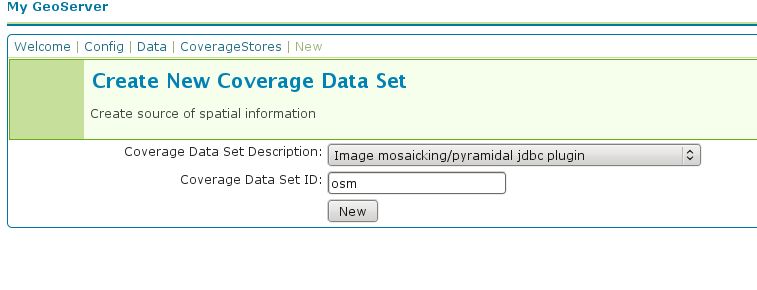 My GeoServer
Welcome | Config | Data | CoverageStores | New
Create New Coverage Data Set
Create source of spatial information
Coverage Data Set Description: Image mosaicking/pyramidal jdbc plugin
Coverage Data Set ID: osm
New